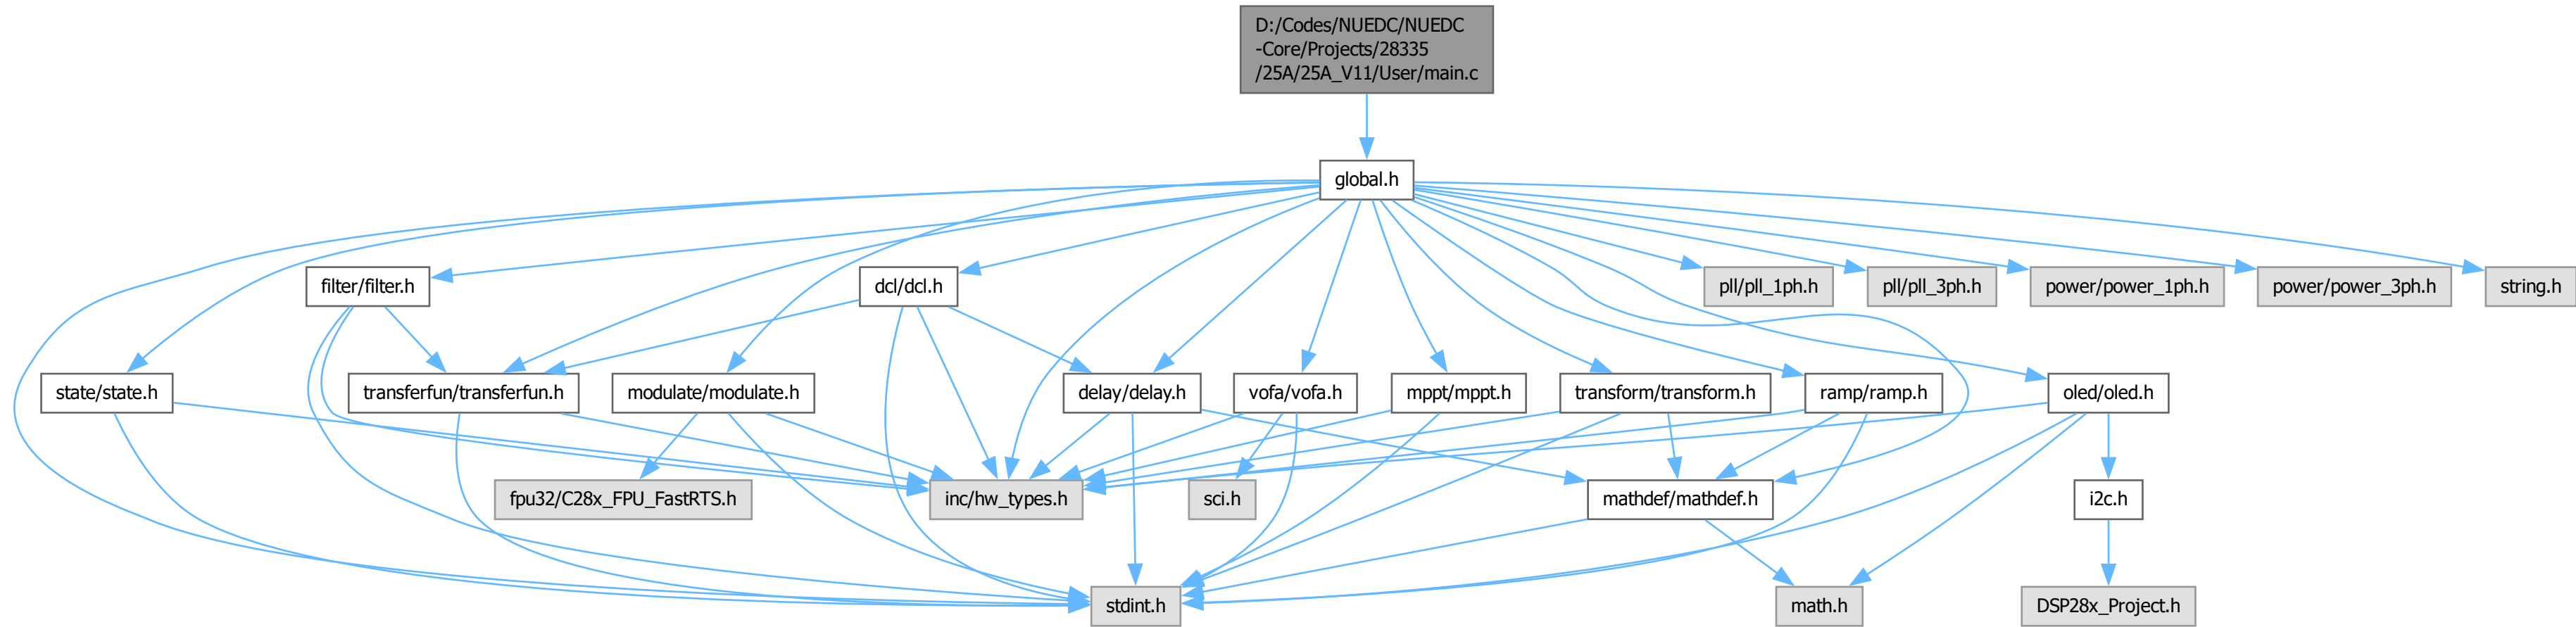 D:/Codes/NUEDC/NUEDC
-Core/Projects/28335
/25A/25A_V11/User/main.c
global.h
filter/filter.h
dcl/dcl.h
pll/pll_1ph.h
pll/pll_3ph.h
power/power_1ph.h
power/power_3ph.h
string.h
state/state.h
transferfun/transferfun.h
modulate/modulate.h
delay/delay.h
vofa/vofa.h
mppt/mppt.h
transform/transform.h
ramp/ramp.h
oled/oled.h
fpu32/C28x_FPU_FastRTS.h
inc/hw_types.h
sci.h
mathdef/mathdef.h
i2c.h
stdint.h
math.h
DSP28x_Project.h